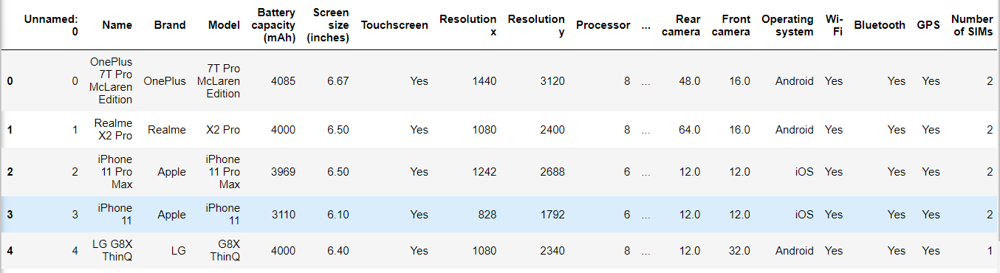 Unnamed: 0 Name Brand Model Battery capacity (mAh) Screen size (inches) Touchscreen Resolution x Resolution y Processor ... Rear camera Front camera Operating system Wi-Fi Bluetooth GPS Number of SIMs
0 0 OnePlus 7T Pro McLaren Edition OnePlus 7T Pro McLaren Edition 4085 6.67 Yes 1440 3120 8 ... 48.0 16.0 Android Yes Yes Yes 2
1 1 Realme X2 Pro Realme X2 Pro 4000 6.50 Yes 1080 2400 8 ... 64.0 16.0 Android Yes Yes Yes 2
2 2 iPhone 11 Pro Max Apple iPhone 11 Pro Max 3969 6.50 Yes 1242 2688 6 ... 12.0 12.0 iOS Yes Yes Yes 2
3 3 iPhone 11 Apple iPhone 11 3110 6.10 Yes 828 1792 6 ... 12.0 12.0 iOS Yes Yes Yes 2
4 4 LG G8X ThinQ LG G8X ThinQ 4000 6.40 Yes 1080 2340 8 ... 12.0 32.0 Android Yes Yes Yes 1